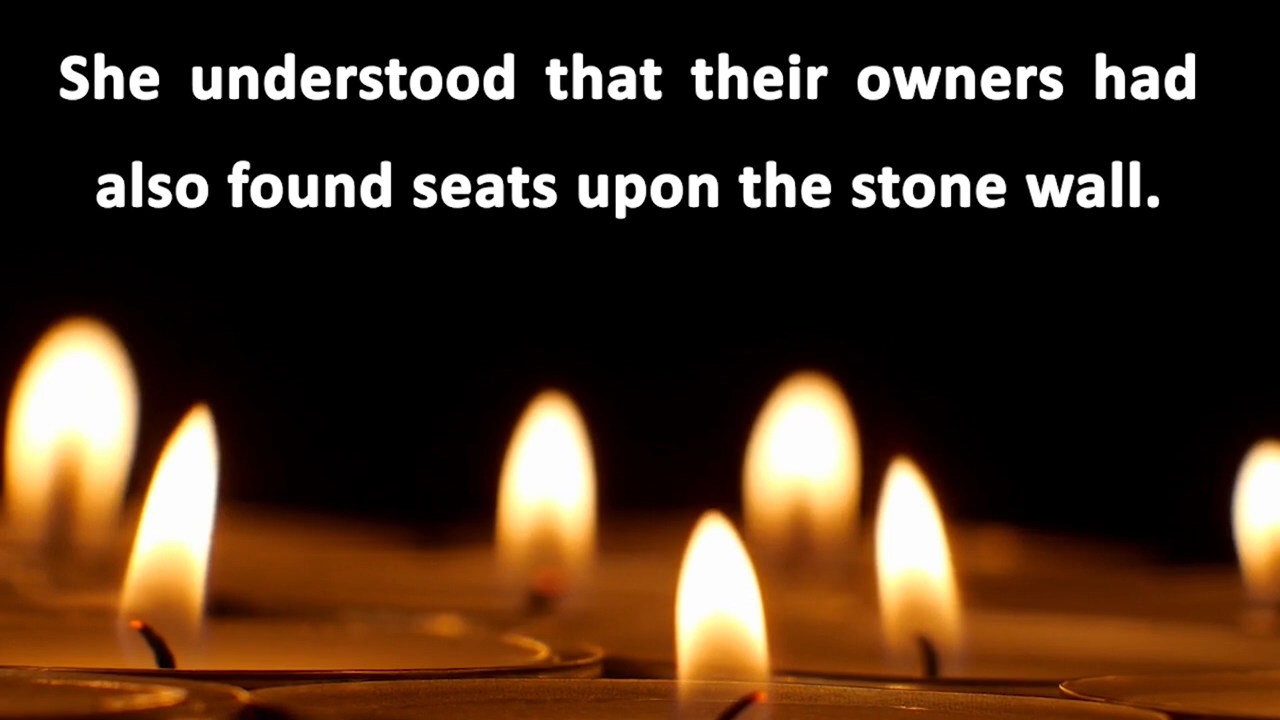 She understood that their owners had
also found seats upon the stone wall.